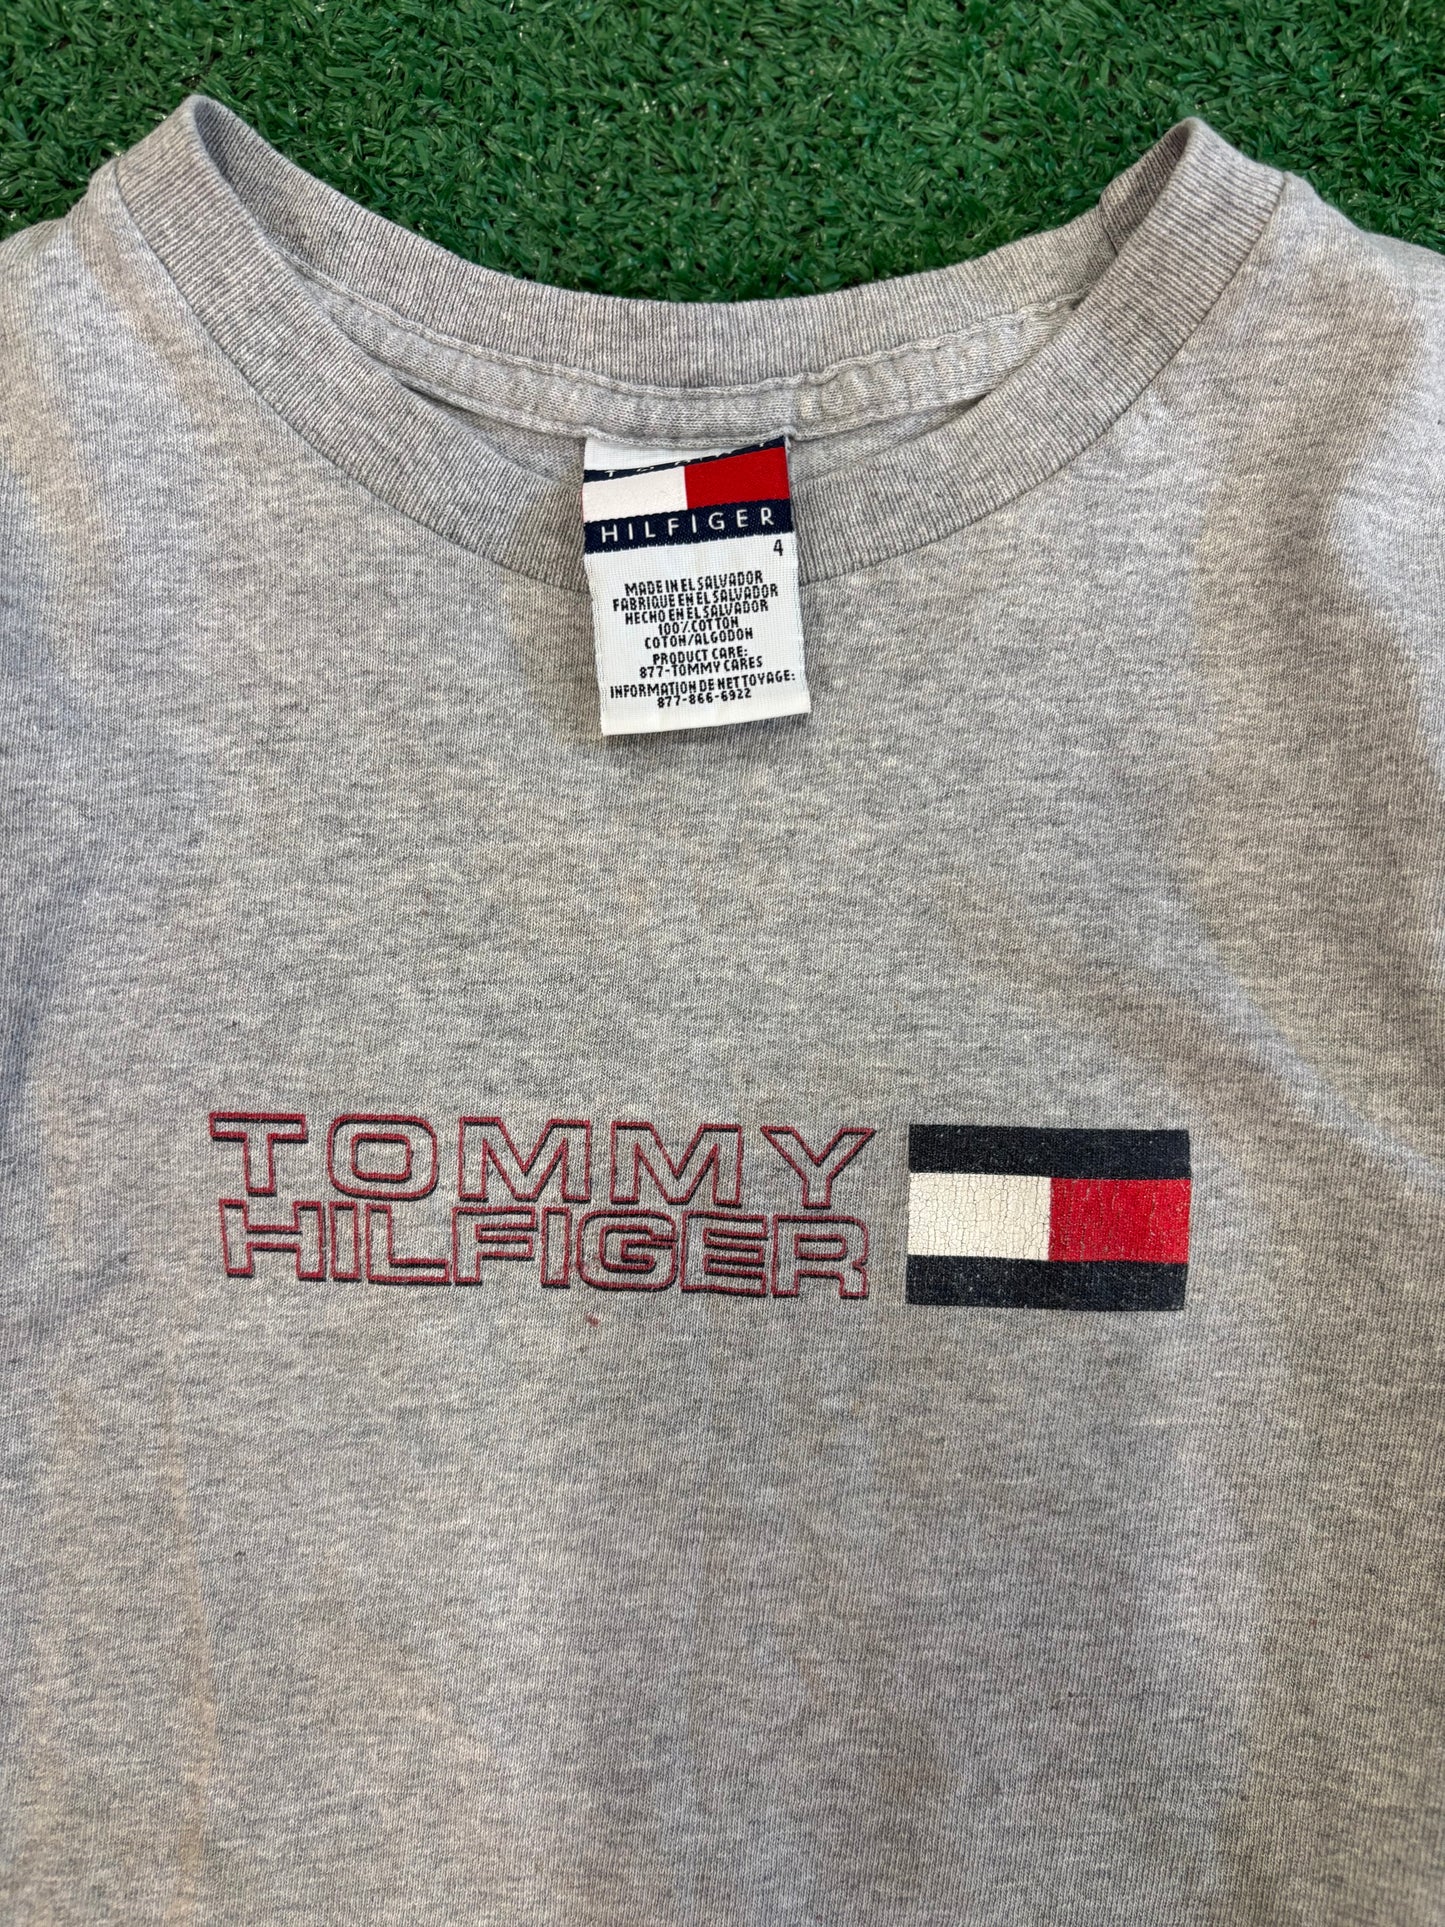 HILFIGER
4
MADE IN EL SALVADOR
FABRIQUE EN EL SALVADOR
HECHO EN EL SALVADOR
100% COTTON
COTON/ALGODON
PRODUCT CARE:
877-TOMMY CARES
INFORMATION DE NETTOYAGE:
877-866-6922
TOMMY
HILFIGER